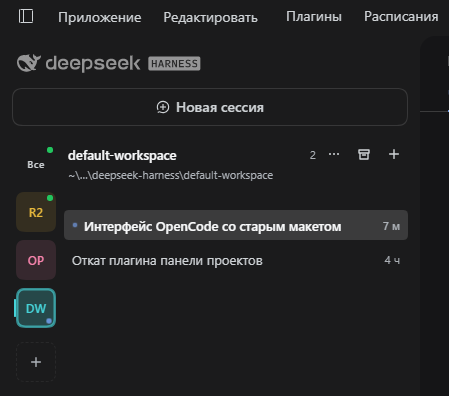 Приложение Редактировать Плагины Расписания
deepseek HARNESS
Новая сессия
Все
default-workspace 2 ...
~\...\deepseek-harness\default-workspace
R2
Интерфейс OpenCode со старым макетом 7 м
OP
Откат плагина панели проектов 4 ч
DW
+